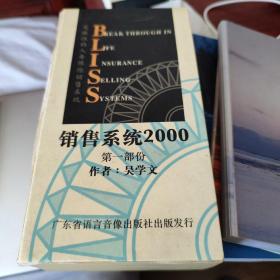 BREAK THROUGH IN
LIFE
INSURANCE
SELLING
SYSTEMS
销售系统2000
第一部份
作者：吴学文
广东省语言音像出版社出版发行